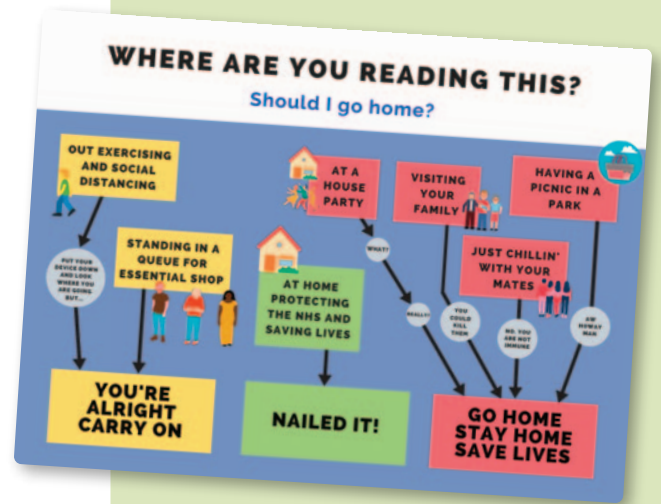 WHERE ARE YOU READING THIS?
Should I go home?
OUT EXERCISING
AND SOCIAL
DISTANCING
PUT YOUR
DEVICE DOWN
AND LOOK
WHERE YOU
ARE GOING
BUT...
STANDING IN A
QUEUE FOR
ESSENTIAL SHOP
YOU'RE
ALRIGHT
CARRY ON
AT HOME
PROTECTING
THE NHS AND
SAVING LIVES
NAILED IT!
AT A
HOUSE
PARTY
WHAT?
REALLY?
VISITING
YOUR
FAMILY
YOU
COULD
KILL
THEM
JUST CHILLIN'
WITH YOUR
MATES
NO. YOU
ARE NOT
IMMUNE
HAVING A
PICNIC IN A
PARK
AW
HOWAY
MAN
GO HOME
STAY HOME
SAVE LIVES